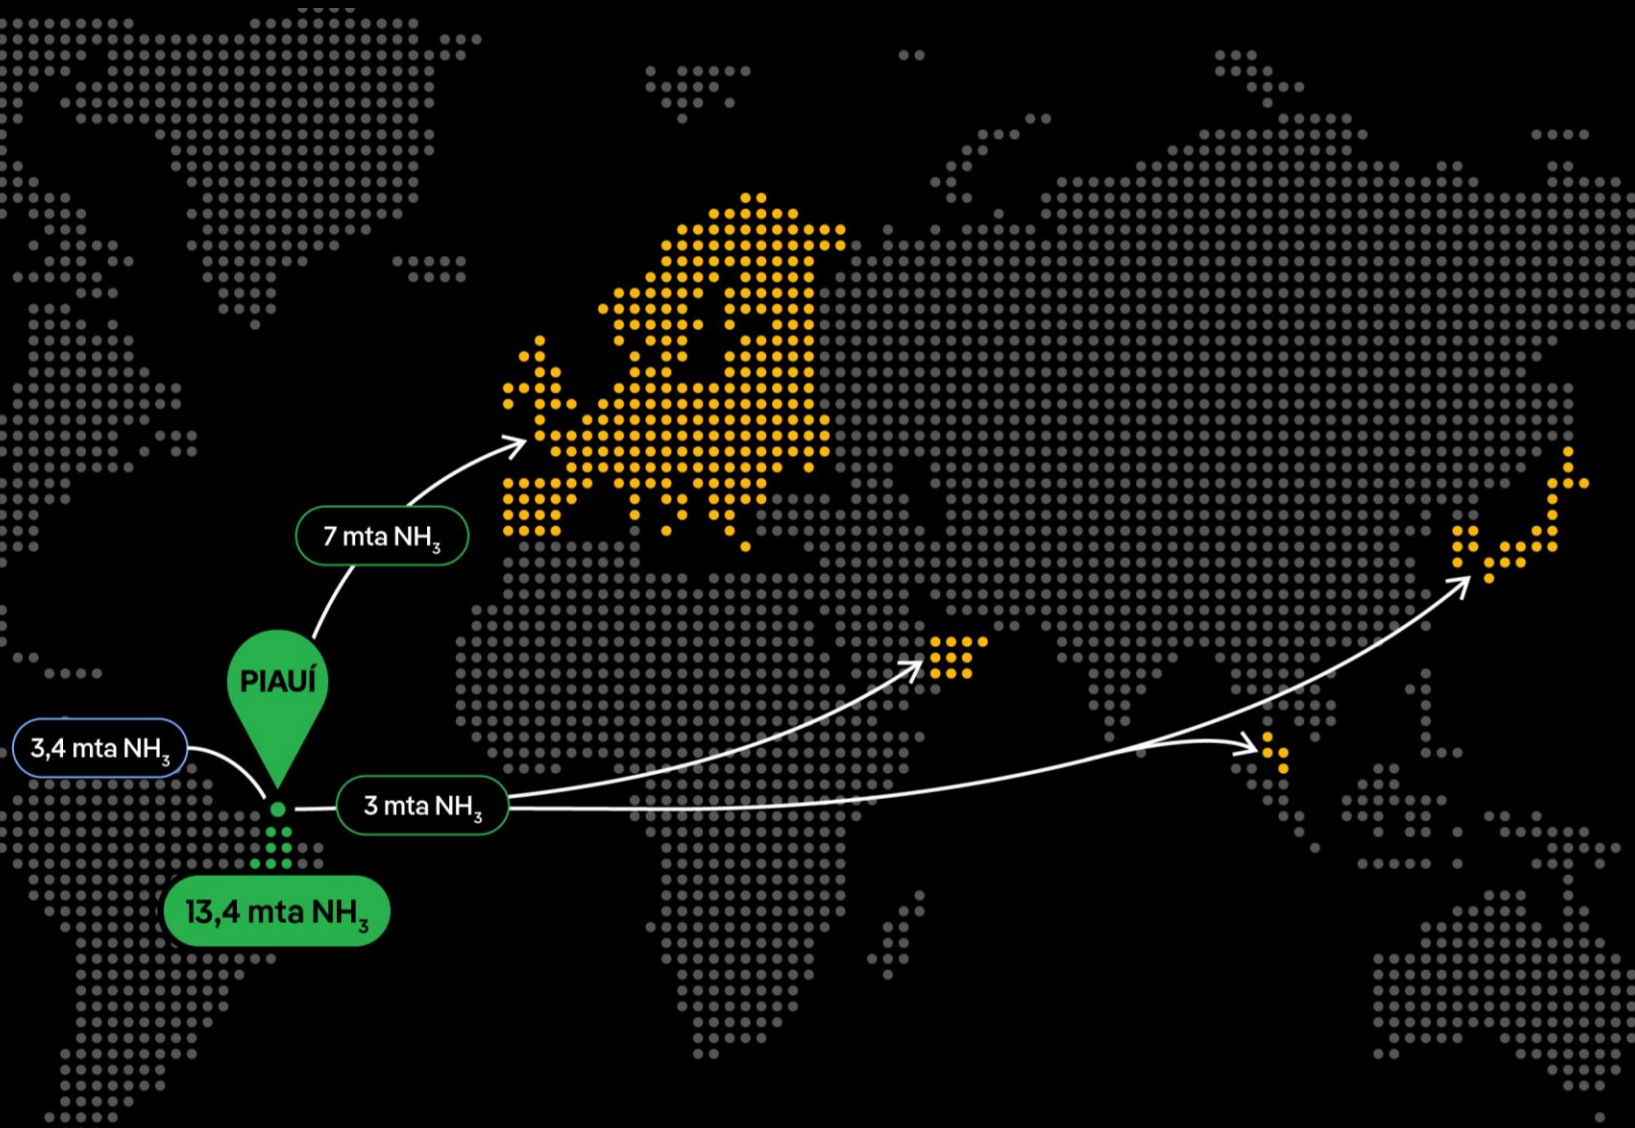 7 mta NH₃
PIAUÍ
3,4 mta NH₃
3 mta NH₃
13,4 mta NH₃